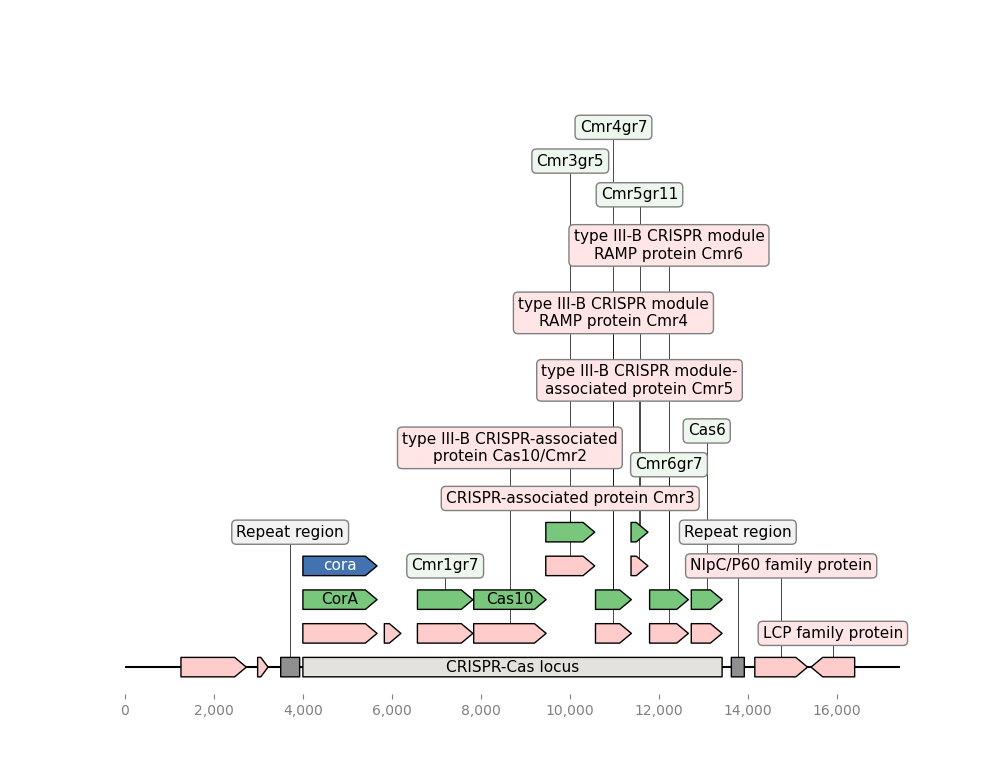 Cmr4gr7
Cmr3gr5
Cmr5gr11
type III-B CRISPR module
RAMP protein Cmr6
type III-B CRISPR module
RAMP protein Cmr4
type III-B CRISPR module-
associated protein Cmr5
Cas6
type III-B CRISPR-associated
protein Cas10/Cmr2
Cmr6gr7
CRISPR-associated protein Cmr3
Repeat region
Repeat region
cora
Cmr1gr7
NlpC/P60 family protein
CorA
Cas10
LCP family protein
CRISPR-Cas locus
0
2,000
4,000
6,000
8,000
10,000
12,000
14,000
16,000